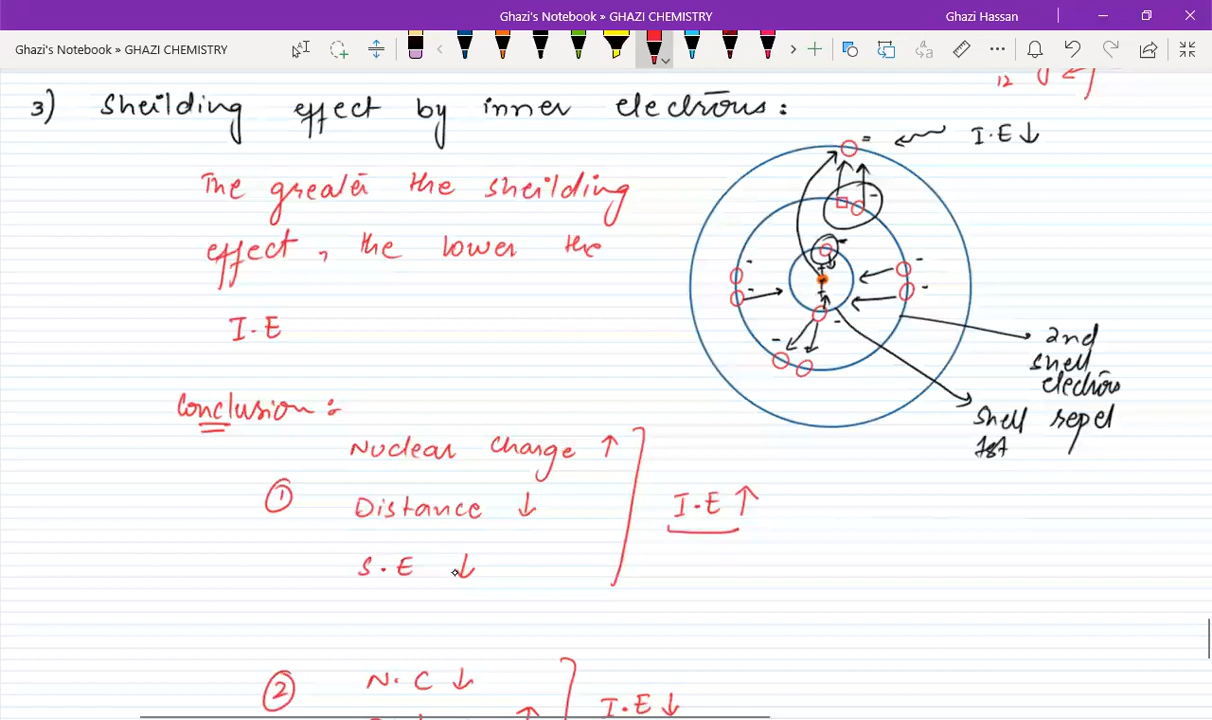 Ghazi's Notebook » GHAZI CHEMISTRY
Ghazi Hassan
Ghazi's Notebook » GHAZI CHEMISTRY
12
3) Sheilding effect by inner electrons:
I.E ↓
The greater the sheilding
effect, the lower the
I.E
2nd
shell
electrons
shell repel
1st
Conclusion:
Nuclear Charge ↑
① Distance ↓
I.E ↑
S.E ↓
② N.C ↓
I.E ↓